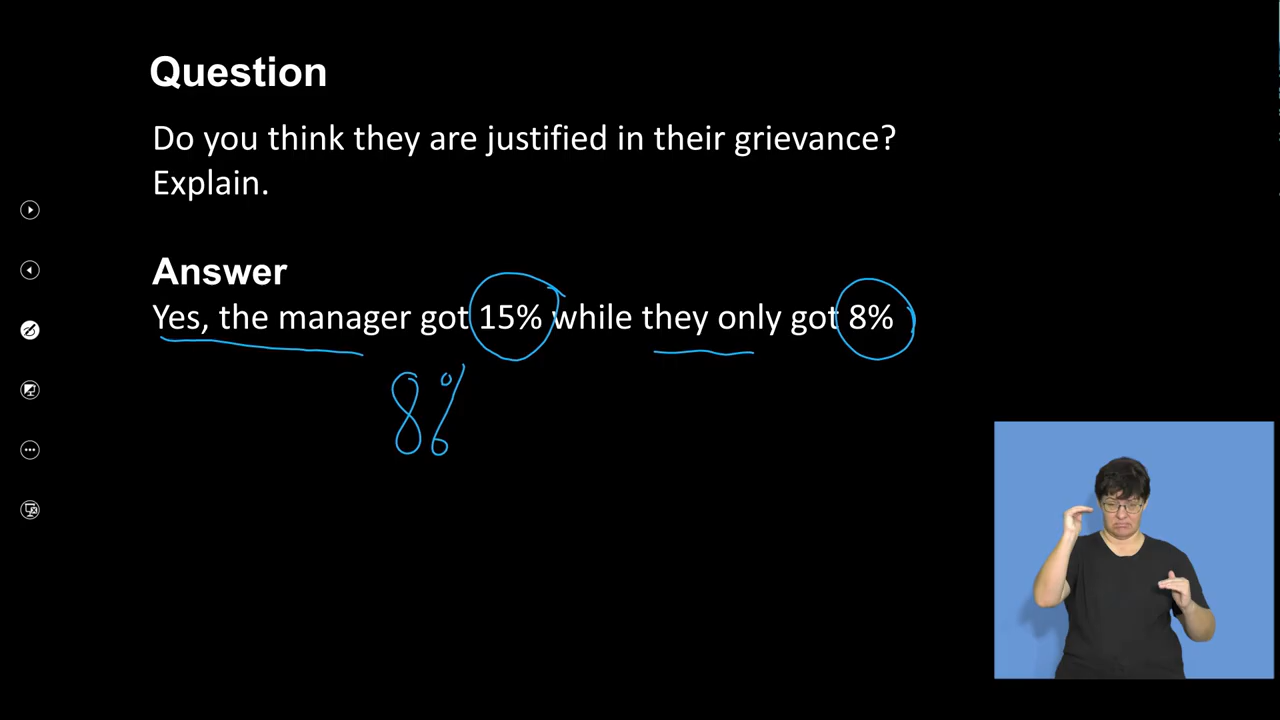 Question
Do you think they are justified in their grievance?
Explain.
Answer
Yes, the manager got 15% while they only got 8%
8%